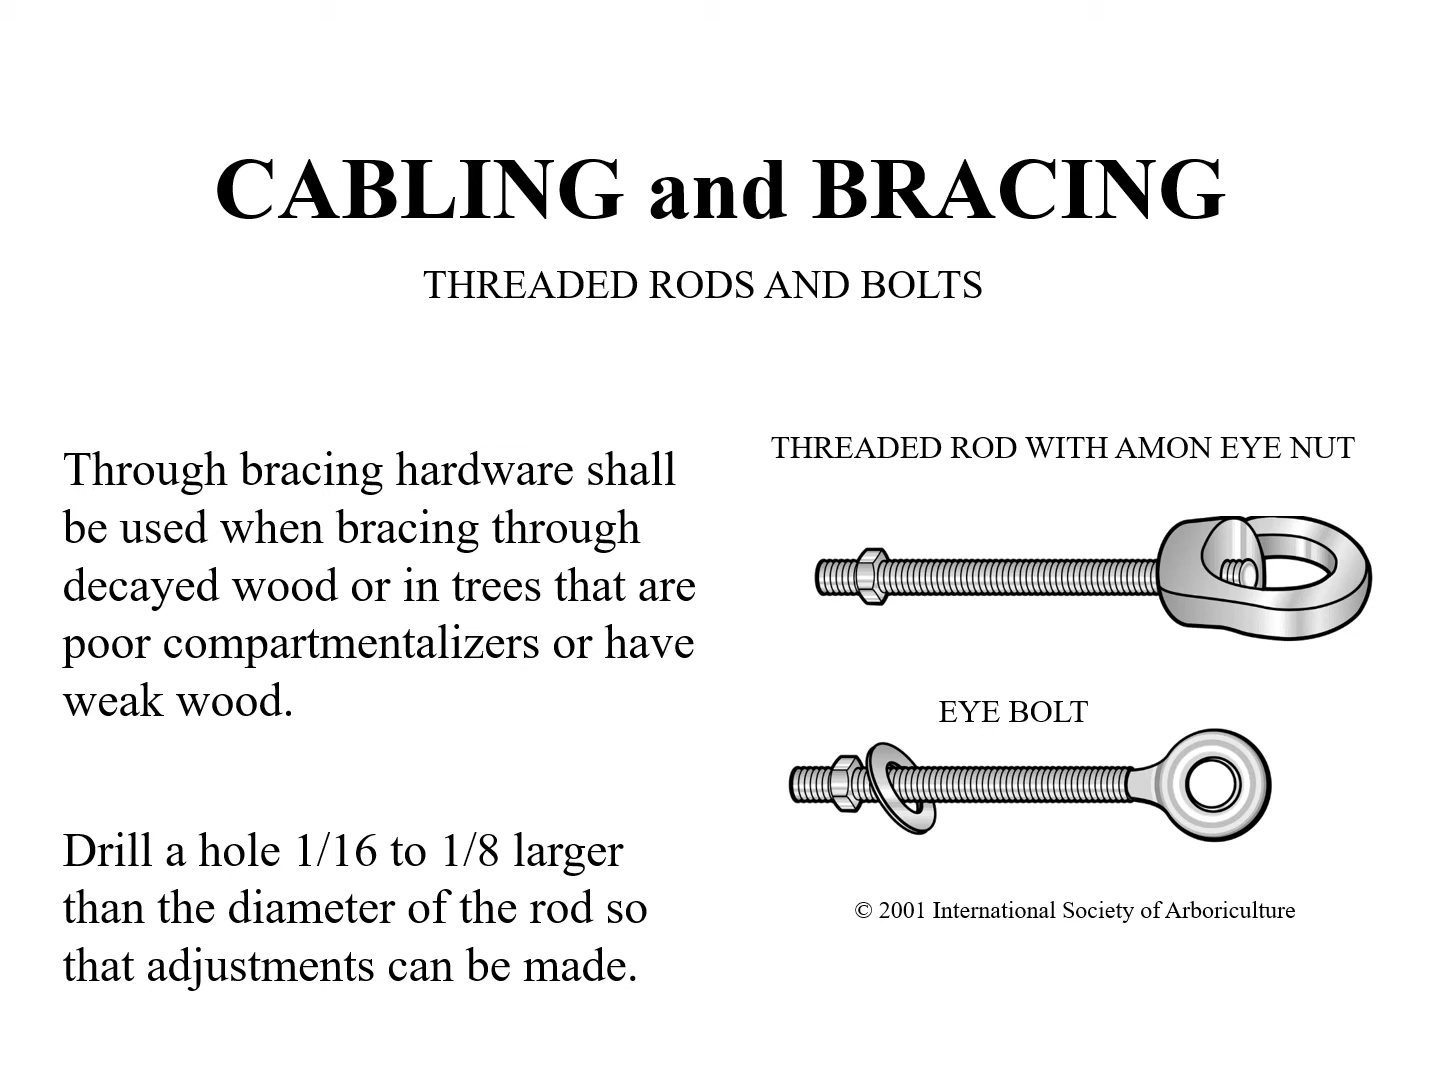 CABLING and BRACING
THREADED RODS AND BOLTS
Through bracing hardware shall
be used when bracing through
decayed wood or in trees that are
poor compartmentalizers or have
weak wood.
Drill a hole 1/16 to 1/8 larger
than the diameter of the rod so
that adjustments can be made.
THREADED ROD WITH AMON EYE NUT
EYE BOLT
© 2001 International Society of Arboriculture